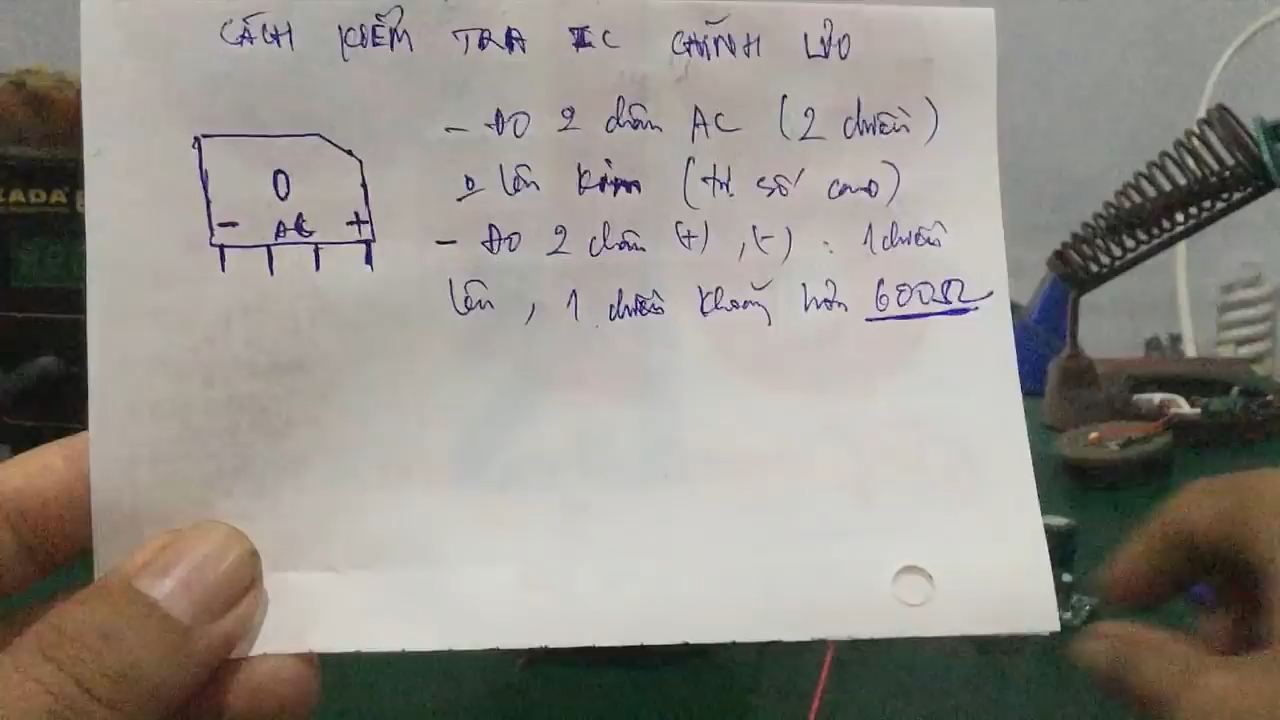 CÁCH KIỂM TRA IC CHỈNH LƯU
- ĐO 2 chân AC (2 chiều)
0 lên kim (trị số cao)
- ĐO 2 chân (+), (-) : 1 chiều
lên, 1 chiều không hơn 600Ω
0
- AC +